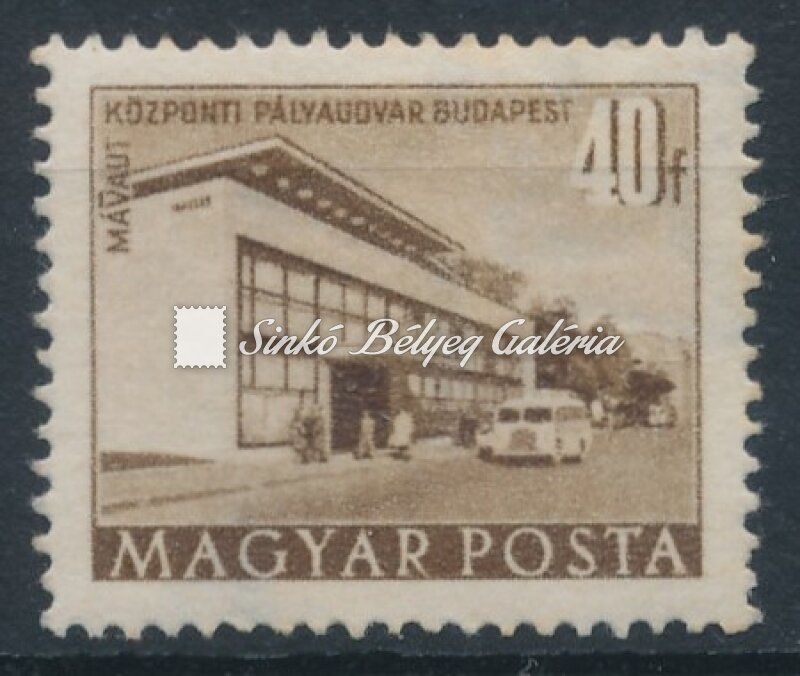 KÖZPONTI PÁLYAUDVAR BUDAPEST
40f
MÁVAUT
Sinkó Bélyeg Galéria
MAGYAR POSTA